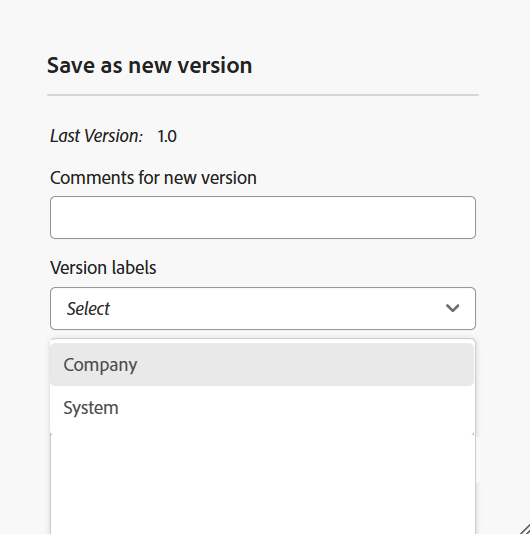 Save as new version
Last Version: 1.0
Comments for new version
Version labels
Select
Company
System